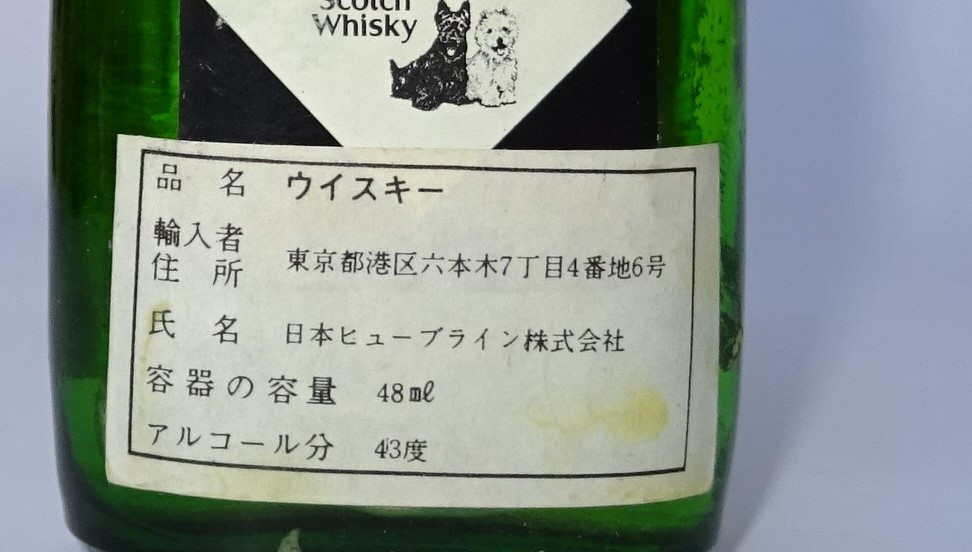 Scotch
Whisky
品名 ウイスキー
輸入者
住所 東京都港区六本木7丁目4番地6号
氏名 日本ヒューブライン株式会社
容器の容量 48ml
アルコール分 43度